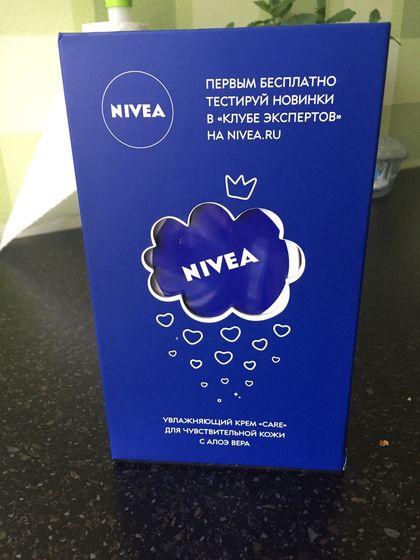 NIVEA
ПЕРВЫМ БЕСПЛАТНО
ТЕСТИРУЙ НОВИНКИ
В «КЛУБЕ ЭКСПЕРТОВ»
НА NIVEA.RU
NIVEA
УВЛАЖНЯЮЩИЙ КРЕМ «CARE»
ДЛЯ ЧУВСТВИТЕЛЬНОЙ КОЖИ
С АЛОЭ ВЕРА